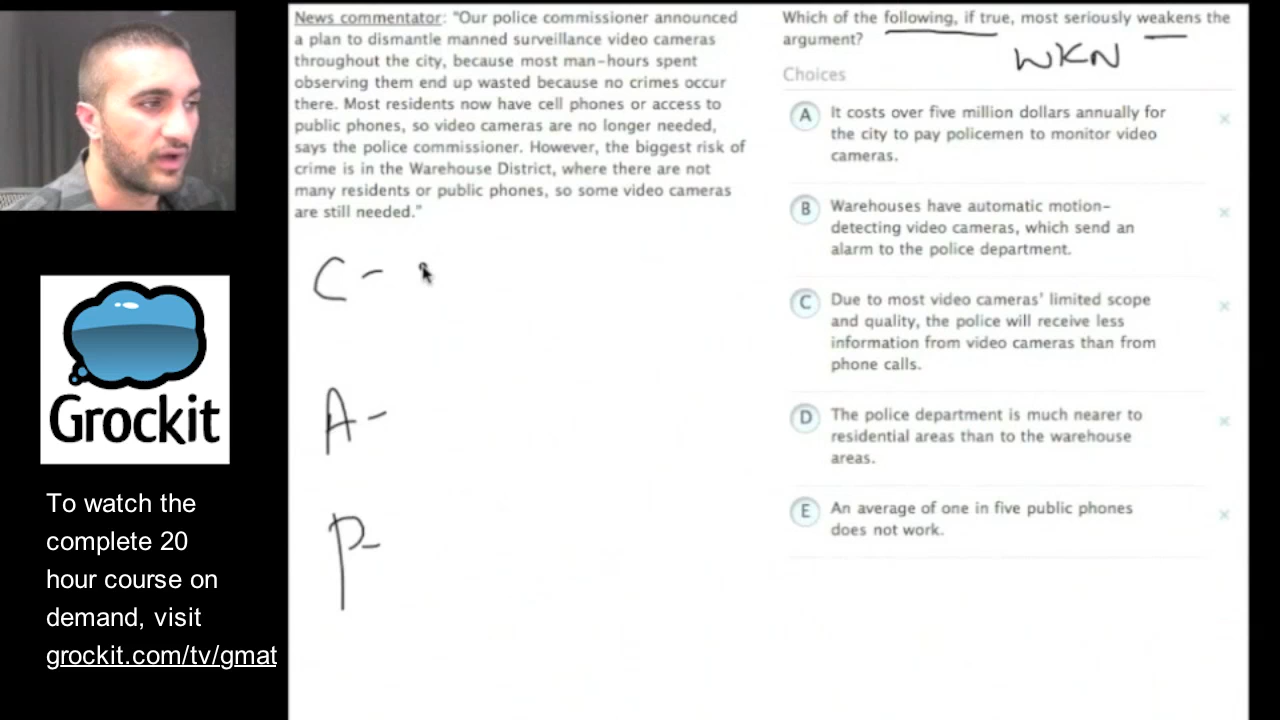 News commentator: "Our police commissioner announced
a plan to dismantle manned surveillance video cameras
throughout the city, because most man-hours spent
observing them end up wasted because no crimes occur
there. Most residents now have cell phones or access to
public phones, so video cameras are no longer needed,
says the police commissioner. However, the biggest risk of
crime is in the Warehouse District, where there are not
many residents or public phones, so some video cameras
are still needed."
C -
A -
P-
Which of the following, if true, most seriously weakens the
argument?
WKN
Choices
A It costs over five million dollars annually for
the city to pay policemen to monitor video
cameras.
B Warehouses have automatic motion-
detecting video cameras, which send an
alarm to the police department.
C Due to most video cameras' limited scope
and quality, the police will receive less
information from video cameras than from
phone calls.
D The police department is much nearer to
residential areas than to the warehouse
areas.
E An average of one in five public phones
does not work.
Grockit
To watch the
complete 20
hour course on
demand, visit
grockit.com/tv/gmat